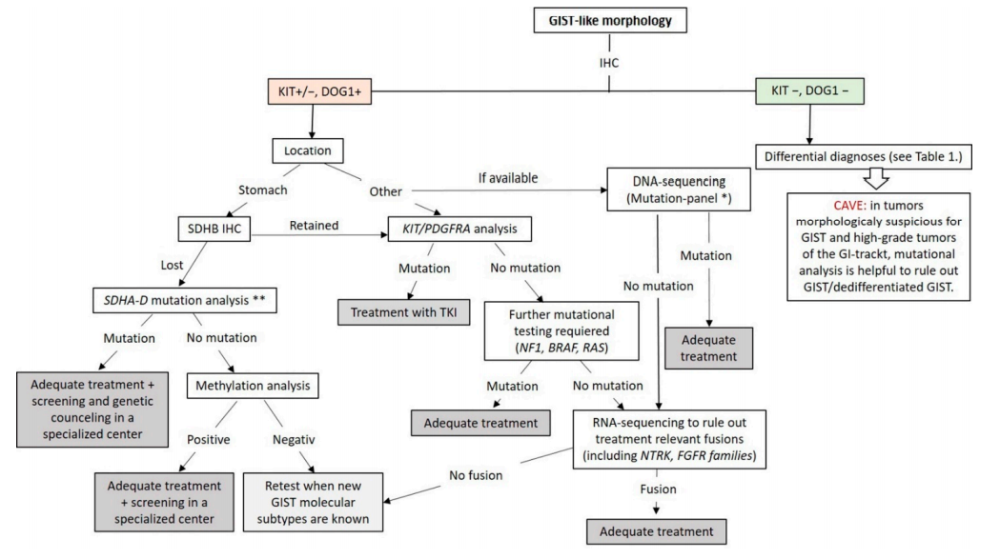 GIST-like morphology
IHC
KIT+/−, DOG1+
KIT −, DOG1 −
Location
Differential diagnoses (see Table 1.)
If available
DNA-sequencing
(Mutation-panel *)
Stomach
Other
CAVE: in tumors
morphologicaly suspicious for
GIST and high-grade tumors
of the GI-trackt, mutational
analysis is helpful to rule out
GIST/dedifferentiated GIST.
SDHB IHC
Retained
KIT/PDGFRA analysis
Lost
Mutation
No mutation
Mutation
No mutation
SDHA-D mutation analysis **
Treatment with TKI
Further mutational
testing requiered
(NF1, BRAF, RAS)
Adequate
treatment
Mutation
No mutation
Adequate treatment +
screening and genetic
counceling in a
specialized center
Methylation analysis
Mutation
No mutation
Adequate treatment
RNA-sequencing to rule out
treatment relevant fusions
(including NTRK, FGFR families)
Positive
Negativ
No fusion
Adequate treatment
+ screening in a
specialized center
Retest when new
GIST molecular
subtypes are known
Fusion
Adequate treatment